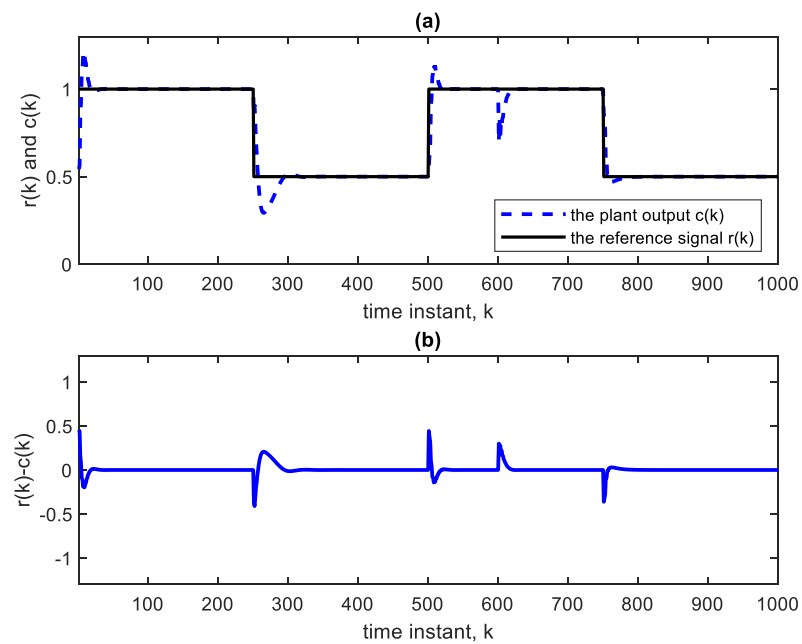 (a)
r(k) and c(k)
1
0.5
0
the plant output c(k)
the reference signal r(k)
100 200 300 400 500 600 700 800 900 1000
time instant, k
(b)
r(k)-c(k)
1
0.5
0
-0.5
-1
100 200 300 400 500 600 700 800 900 1000
time instant, k